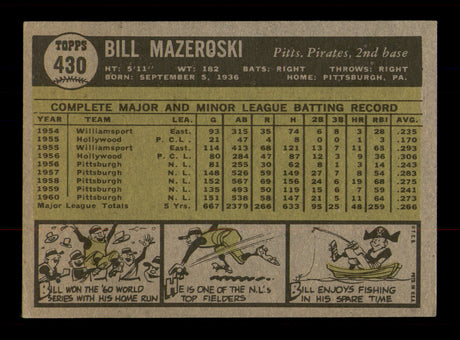 TOPPS
430
BILL MAZEROSKI
Pitts. Pirates, 2nd base
HT: 5'11" WT: 182 BATS: RIGHT THROWS: RIGHT
BORN: SEPTEMBER 5, 1936 HOME: PITTSBURGH, PA.
COMPLETE MAJOR AND MINOR LEAGUE BATTING RECORD
YEAR TEAM LEA. G AB R H 2B 3B HR RBI AVG.
1954 Williamsport East. 93 315 35 74 6 8 3 28 .235
1955 Hollywood P.C.L. 21 47 4 8 0 0 1 3 .170
1955 Williamsport East. 114 413 68 121 9 5 11 65 .293
1956 Hollywood P.C.L. 80 284 47 87 12 3 9 36 .306
1956 Pittsburgh N.L. 81 255 30 62 8 1 3 14 .243
1957 Pittsburgh N.L. 148 526 59 149 27 7 8 54 .283
1958 Pittsburgh N.L. 152 567 69 156 24 6 19 68 .275
1959 Pittsburgh N.L. 135 493 50 119 15 6 7 59 .241
1960 Pittsburgh N.L. 151 538 58 147 21 5 11 64 .273
Major League Totals 5 Yrs. 667 2379 266 633 95 25 48 259 .266
BILL WON THE '60 WORLD
SERIES WITH HIS HOME RUN
HE IS ONE OF THE N.L.'s
TOP FIELDERS
BILL ENJOYS FISHING
IN HIS SPARE TIME